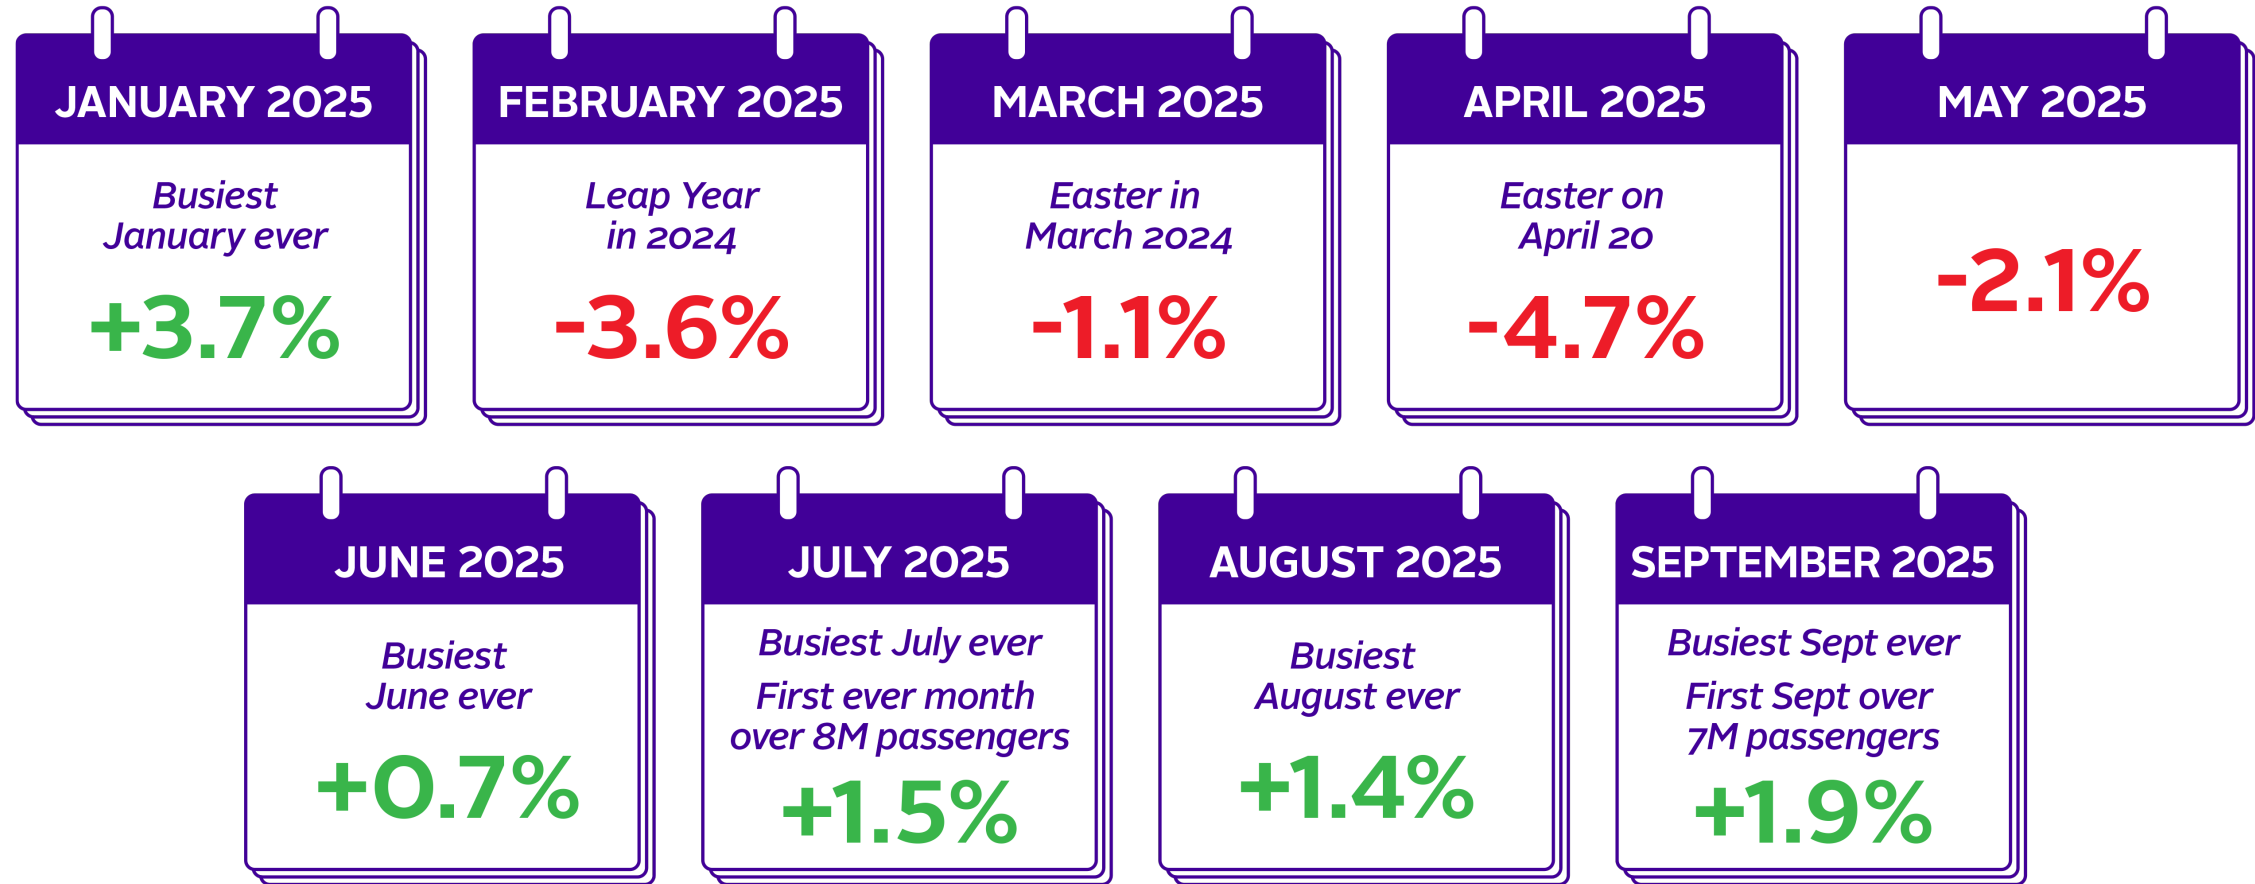 JANUARY 2025
Busiest
January ever
+3.7%
FEBRUARY 2025
Leap Year
in 2024
-3.6%
MARCH 2025
Easter in
March 2024
-1.1%
APRIL 2025
Easter on
April 20
-4.7%
MAY 2025
-2.1%
JUNE 2025
Busiest
June ever
+0.7%
JULY 2025
Busiest July ever
First ever month
over 8M passengers
+1.5%
AUGUST 2025
Busiest
August ever
+1.4%
SEPTEMBER 2025
Busiest Sept ever
First Sept over
7M passengers
+1.9%